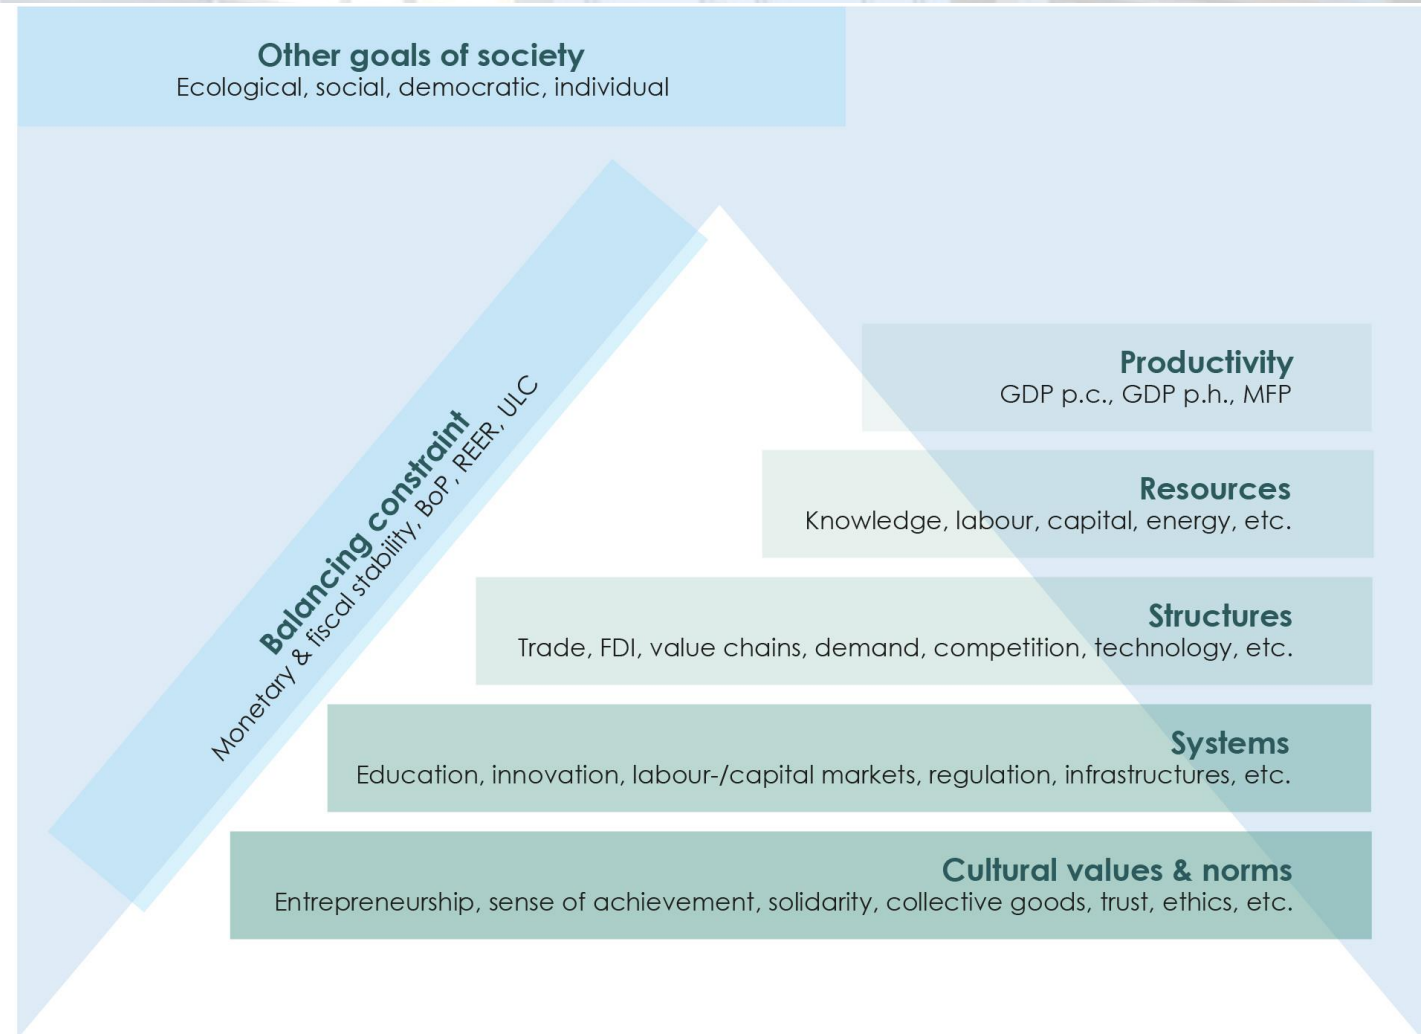 Other goals of society
Ecological, social, democratic, individual
Balancing constraint
Monetary & fiscal stability, BoP, REER, ULC
Productivity
GDP p.c., GDP p.h., MFP
Resources
Knowledge, labour, capital, energy, etc.
Structures
Trade, FDI, value chains, demand, competition, technology, etc.
Systems
Education, innovation, labour-/capital markets, regulation, infrastructures, etc.
Cultural values & norms
Entrepreneurship, sense of achievement, solidarity, collective goods, trust, ethics, etc.